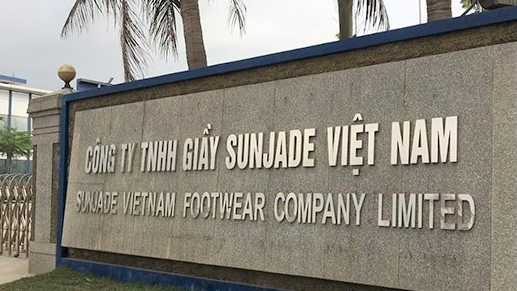 CÔNG TY TNHH GIẦY SUNJADE VIỆT NAM
SUNJADE VIETNAM FOOTWEAR COMPANY LIMITED